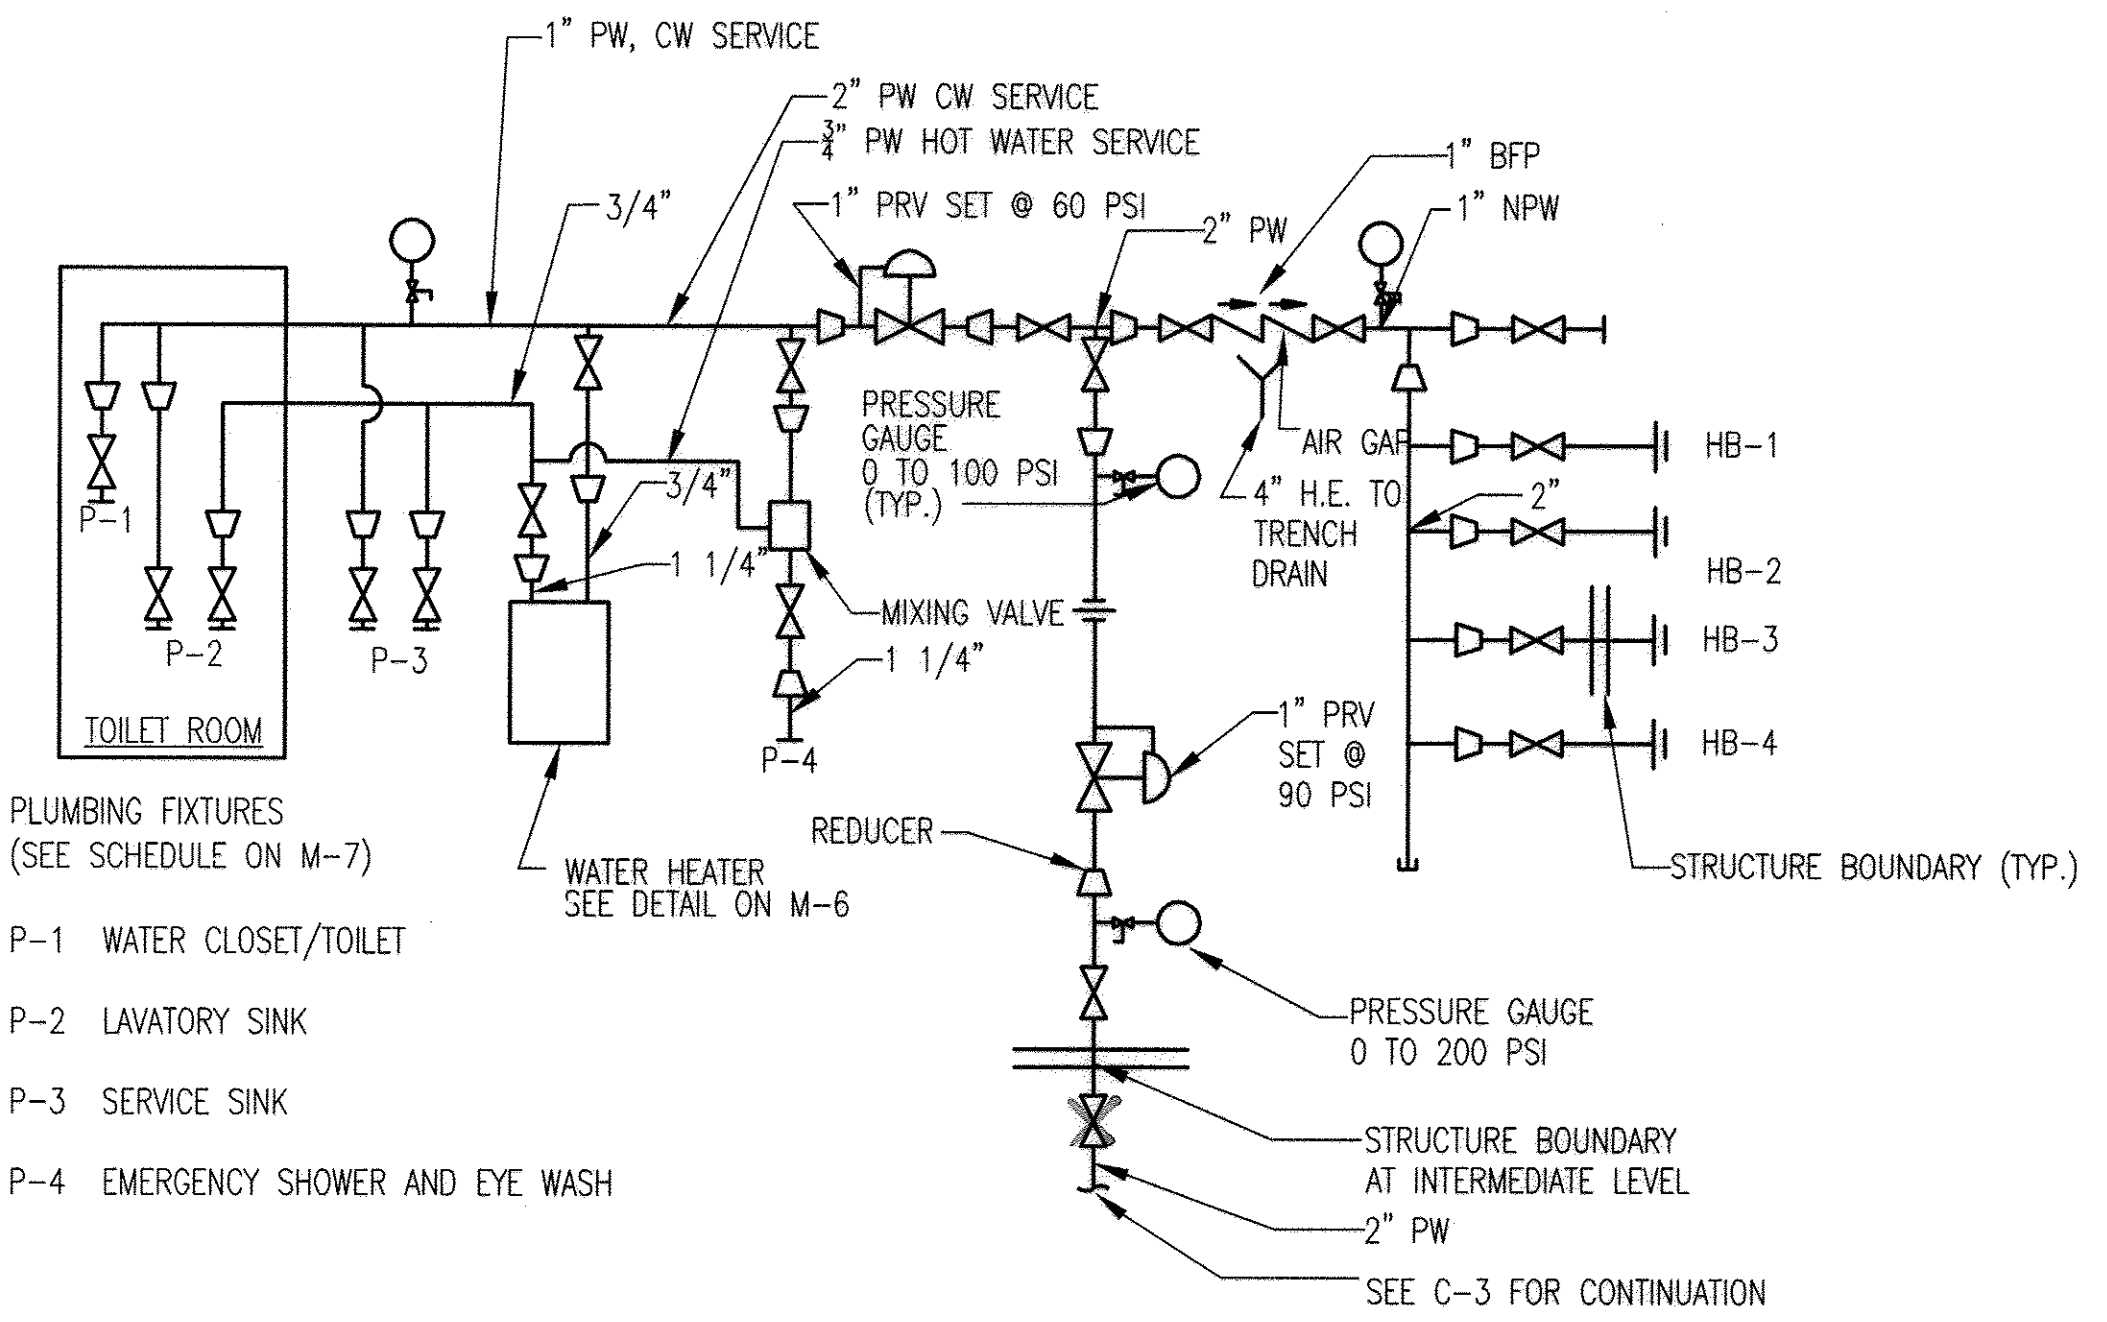 1" PW, CW SERVICE
2" PW CW SERVICE
3/4" PW HOT WATER SERVICE
1" BFP
3/4"
1" PRV SET @ 60 PSI
2" PW
1" NPW
PRESSURE
GAUGE
0 TO 100 PSI
(TYP.)
AIR GAP
HB-1
3/4"
4" H.E. TO
TRENCH
DRAIN
2"
P-1
1 1/4"
HB-2
MIXING VALVE
HB-3
P-2
P-3
1 1/4"
TOILET ROOM
P-4
1" PRV
SET @
90 PSI
HB-4
PLUMBING FIXTURES
(SEE SCHEDULE ON M-7)
REDUCER
WATER HEATER
SEE DETAIL ON M-6
STRUCTURE BOUNDARY (TYP.)
P-1 WATER CLOSET/TOILET
P-2 LAVATORY SINK
PRESSURE GAUGE
0 TO 200 PSI
P-3 SERVICE SINK
STRUCTURE BOUNDARY
AT INTERMEDIATE LEVEL
P-4 EMERGENCY SHOWER AND EYE WASH
2" PW
SEE C-3 FOR CONTINUATION